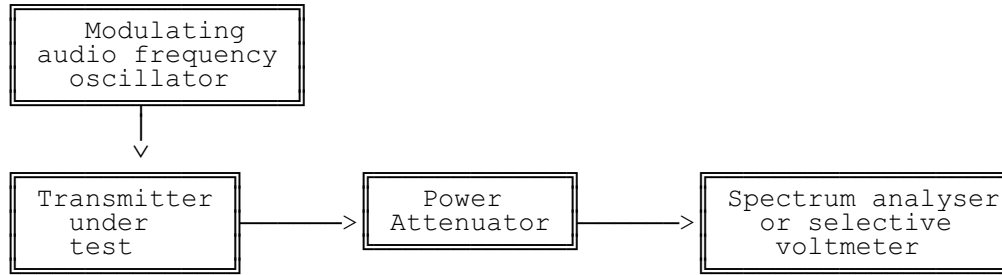 Modulating
audio frequency
oscillator
Transmitter
under
test
Power
Attenuator
Spectrum analyser
or selective
voltmeter